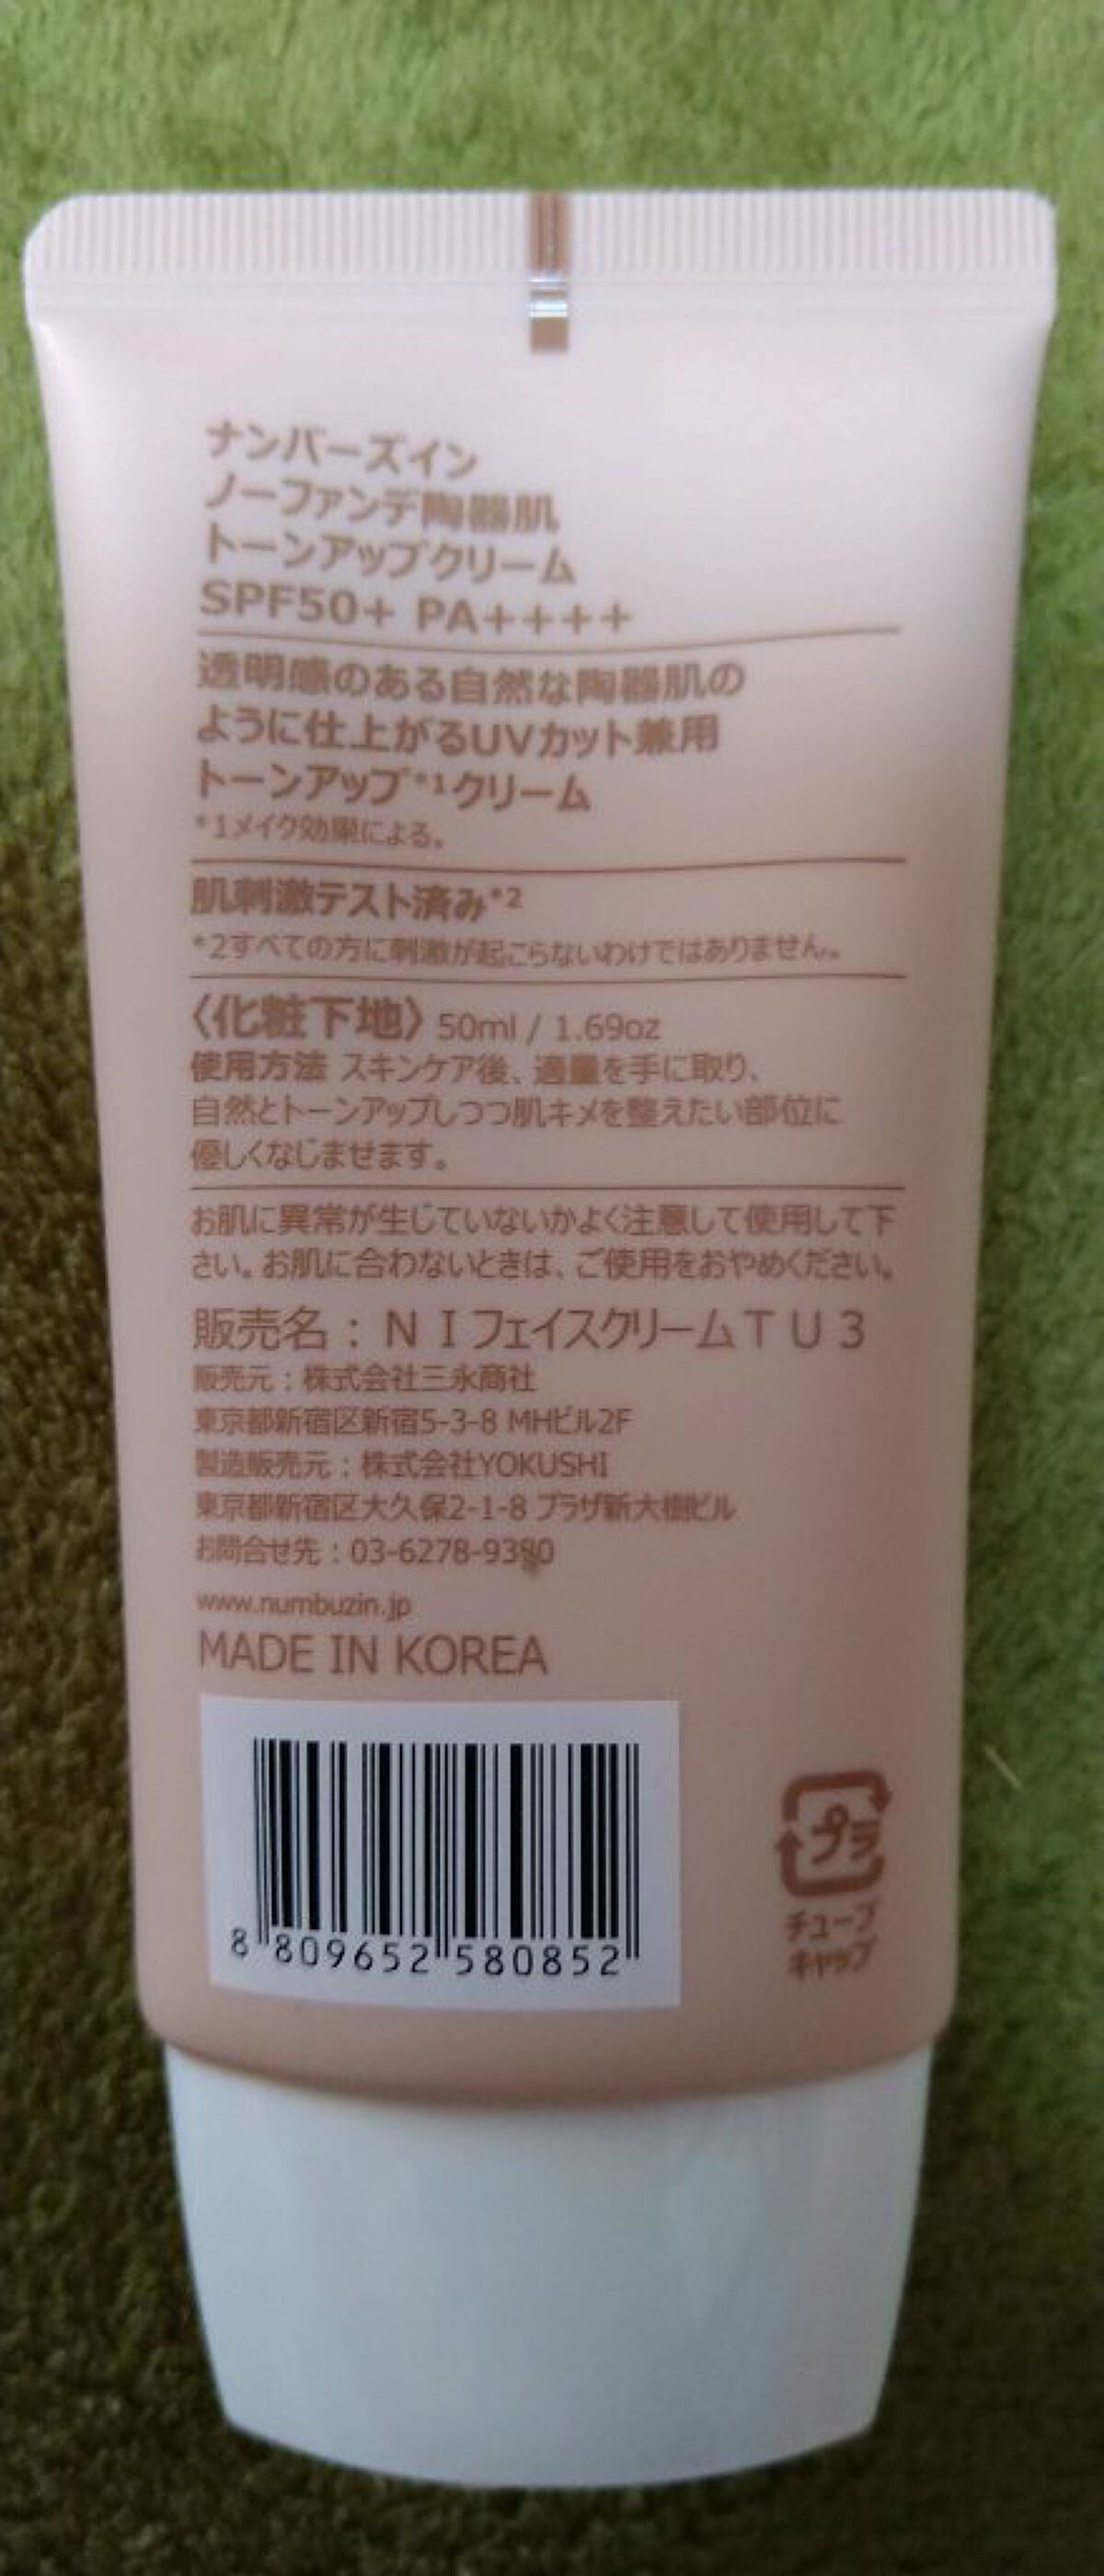 ナンバーズイン
ノーファンデ陶器肌
トーンアップクリーム
SPF50+ PA++++
透明感のある自然な陶器肌の
ように仕上がるUVカット兼用
トーンアップ*1クリーム
*1メイク効果による。
肌刺激テスト済み*2
*2すべての方に刺激が起こらないわけではありません。
〈化粧下地〉50ml / 1.69oz
使用方法 スキンケア後、適量を手に取り、
自然とトーンアップしつつ肌キメを整えたい部位に
優しくなじませます。
お肌に異常が生じていないかよく注意して使用して下
さい。お肌に合わないときは、ご使用をおやめください。
販売名：ＮＩフェイスクリームＴＵ３
販売元：株式会社三永商社
東京都新宿区新宿5-3-8 MHビル2F
製造販売元：株式会社YOKUSHI
東京都新宿区大久保2-1-8 プラザ新大樹ビル
お問合せ先：
www.numbuzin.jp
MADE IN KOREA
8 809652 580852
プラ
チューブ
キャップ